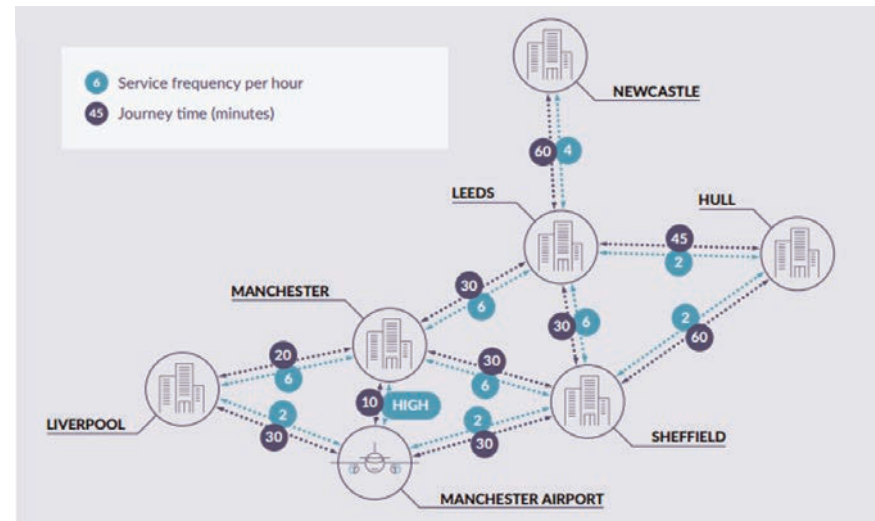 6 Service frequency per hour
45 Journey time (minutes)
NEWCASTLE
60 4
LEEDS
HULL
45
2
30
6
MANCHESTER
30 6
2
60
20
6
30
6
10 HIGH
2
30
2
30
LIVERPOOL
SHEFFIELD
MANCHESTER AIRPORT